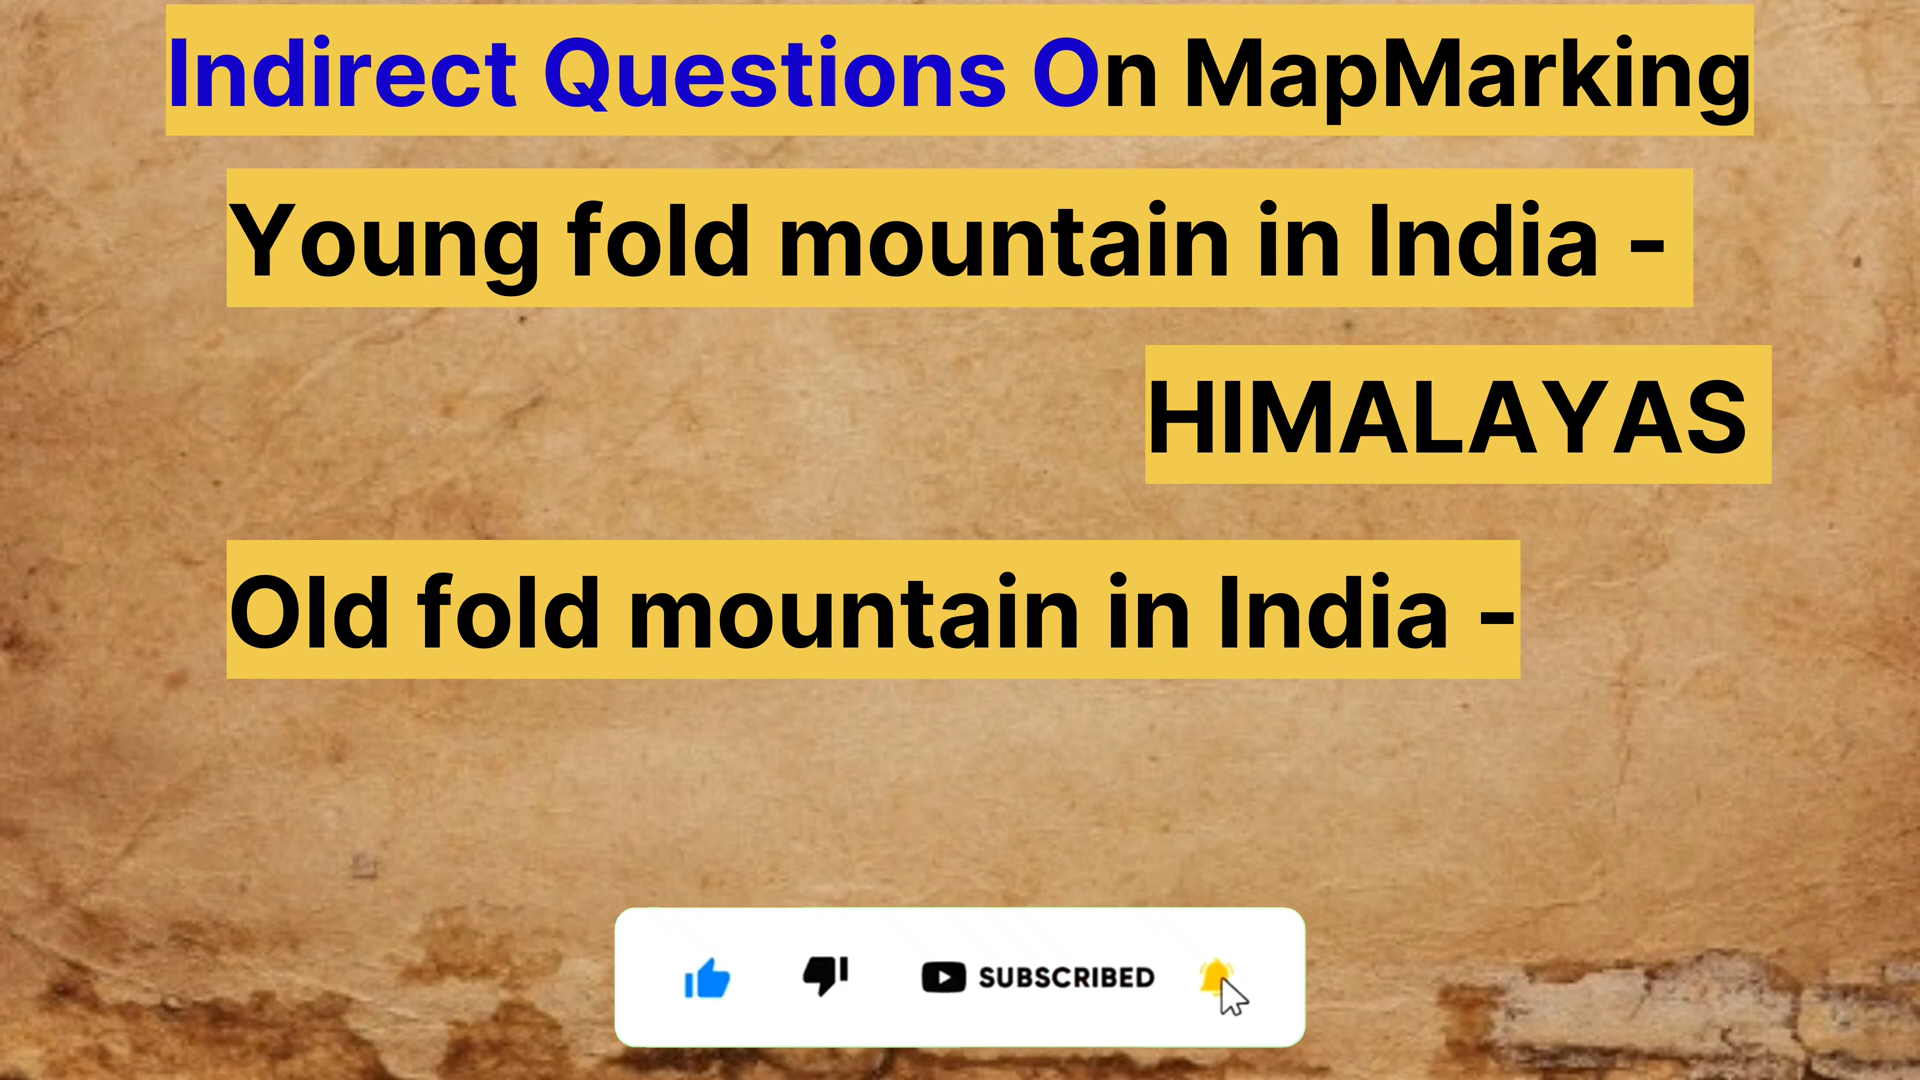 Indirect Questions On MapMarking
Young fold mountain in India -
HIMALAYAS
Old fold mountain in India -
SUBSCRIBED